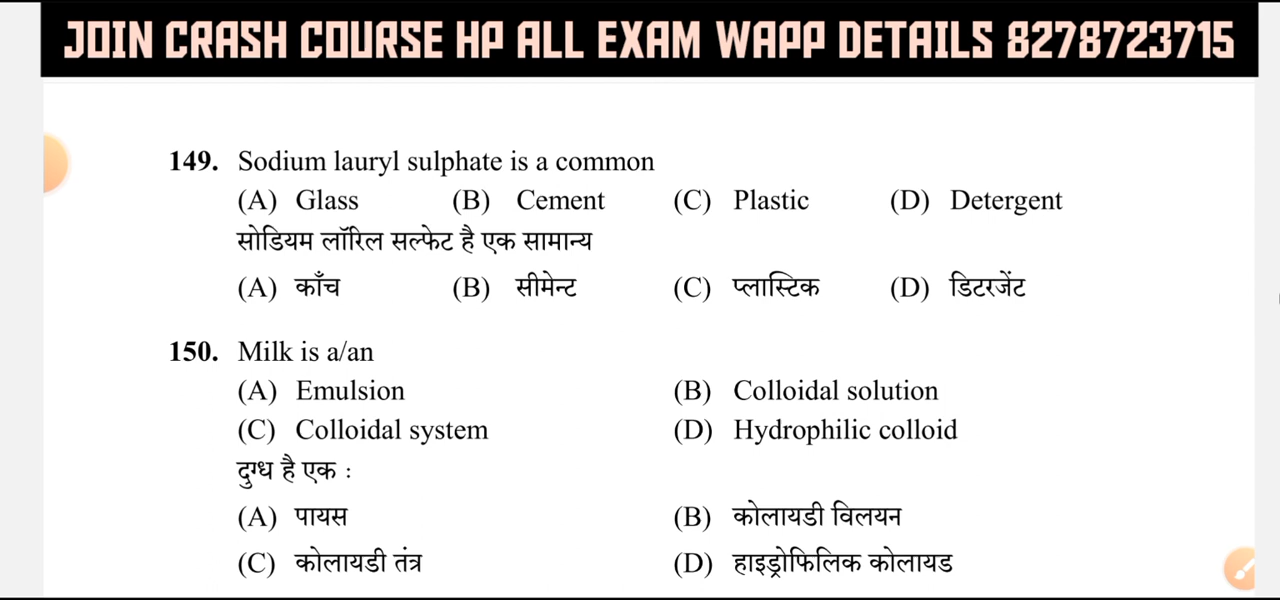 JOIN CRASH COURSE HP ALL EXAM WAPP DETAILS 8278723715
149. Sodium lauryl sulphate is a common
(A) Glass (B) Cement (C) Plastic (D) Detergent
सोडियम लॉरिल सल्फेट है एक सामान्य
(A) काँच (B) सीमेन्ट (C) प्लास्टिक (D) डिटरजेंट
150. Milk is a/an
(A) Emulsion (B) Colloidal solution
(C) Colloidal system (D) Hydrophilic colloid
दुग्ध है एक :
(A) पायस (B) कोलायडी विलयन
(C) कोलायडी तंत्र (D) हाइड्रोफिलिक कोलायड